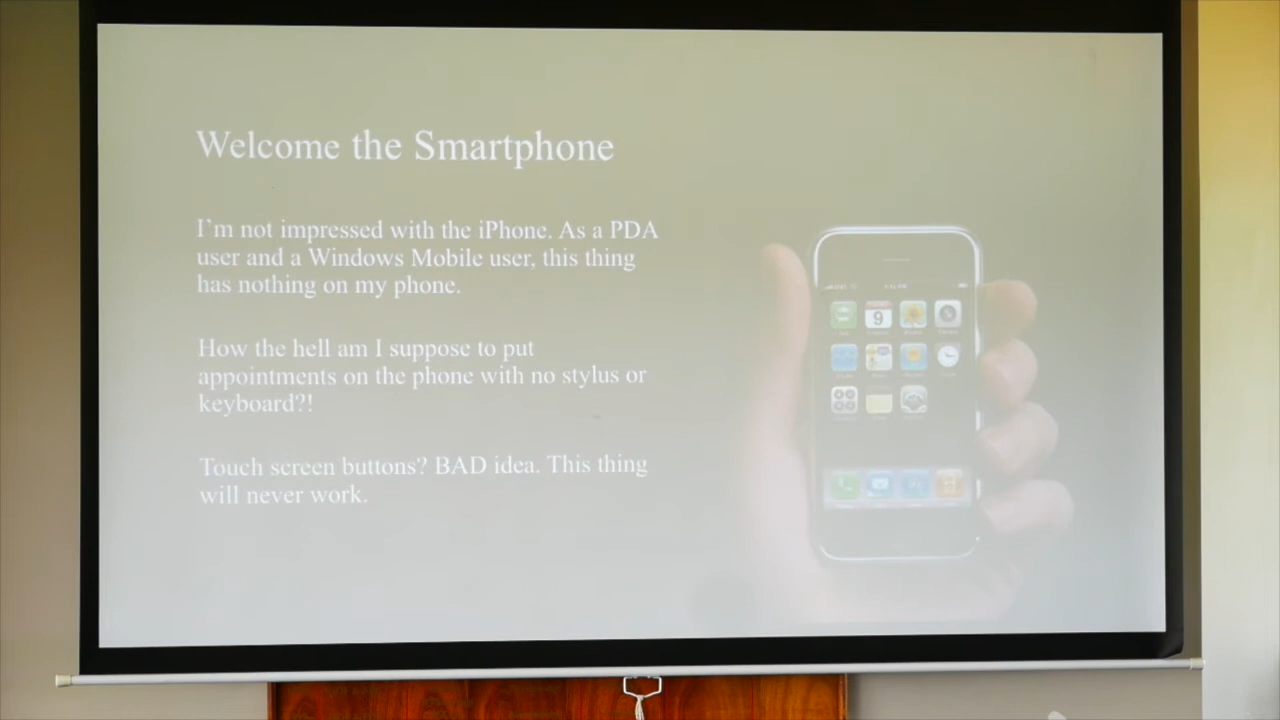 Welcome the Smartphone
I'm not impressed with the iPhone. As a PDA
user and a Windows Mobile user, this thing
has nothing on my phone.
How the hell am I suppose to put
appointments on the phone with no stylus or
keyboard?!
Touch screen buttons? BAD idea. This thing
will never work.
9